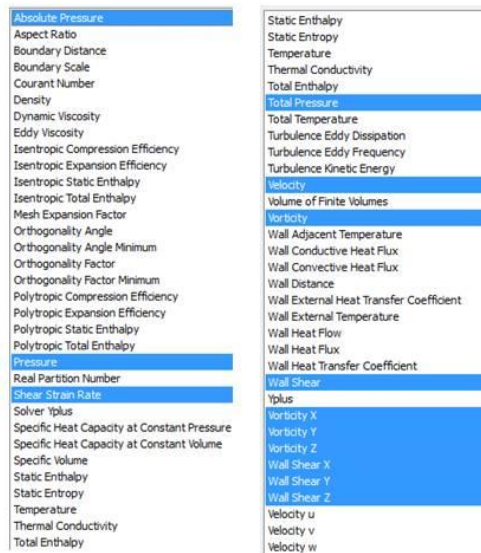 Absolute Pressure
Aspect Ratio
Boundary Distance
Boundary Scale
Courant Number
Density
Dynamic Viscosity
Eddy Viscosity
Isentropic Compression Efficiency
Isentropic Expansion Efficiency
Isentropic Static Enthalpy
Isentropic Total Enthalpy
Mesh Expansion Factor
Orthogonality Angle
Orthogonality Angle Minimum
Orthogonality Factor
Orthogonality Factor Minimum
Polytropic Compression Efficiency
Polytropic Expansion Efficiency
Polytropic Static Enthalpy
Polytropic Total Enthalpy
Pressure
Real Partition Number
Shear Strain Rate
Solver Yplus
Specific Heat Capacity at Constant Pressure
Specific Heat Capacity at Constant Volume
Specific Volume
Static Enthalpy
Static Entropy
Temperature
Thermal Conductivity
Total Enthalpy
Static Enthalpy
Static Entropy
Temperature
Thermal Conductivity
Total Enthalpy
Total Pressure
Total Temperature
Turbulence Eddy Dissipation
Turbulence Eddy Frequency
Turbulence Kinetic Energy
Velocity
Volume of Finite Volumes
Vorticity
Wall Adjacent Temperature
Wall Conductive Heat Flux
Wall Convective Heat Flux
Wall Distance
Wall External Heat Transfer Coefficient
Wall External Temperature
Wall Heat Flow
Wall Heat Flux
Wall Heat Transfer Coefficient
Wall Shear
Yplus
Vorticity X
Vorticity Y
Vorticity Z
Wall Shear X
Wall Shear Y
Wall Shear Z
Velocity u
Velocity v
Velocity w